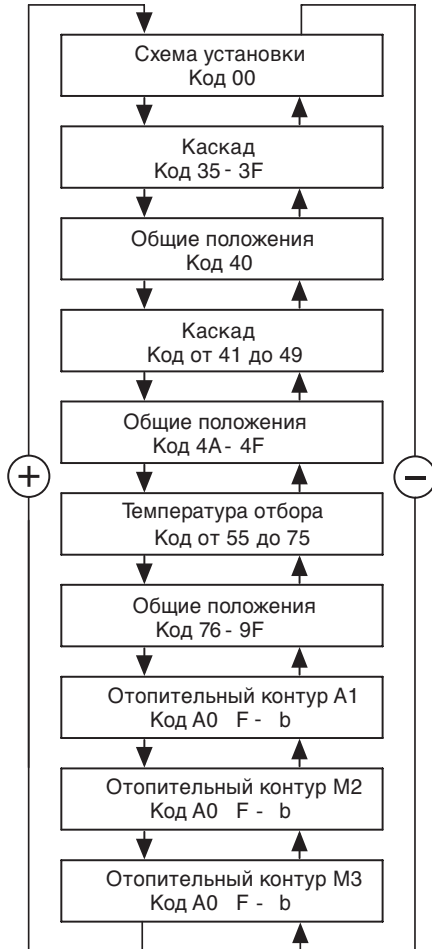 Схема установки
Код 00
Каскад
Код 35 - 3F
Общие положения
Код 40
Каскад
Код от 41 до 49
Общие положения
Код 4A- 4F
+
−
Температура отбора
Код от 55 до 75
Общие положения
Код 76 - 9F
Отопительный контур A1
Код A0 F - b
Отопительный контур M2
Код A0 F - b
Отопительный контур M3
Код A0 F - b